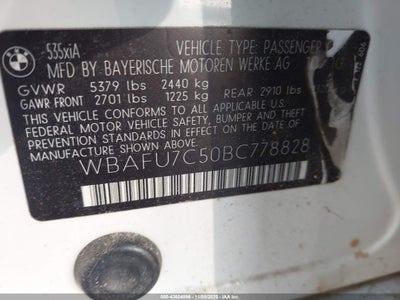 535xiA VEHICLE TYPE: PASSENGER
MFD BY BAYERISCHE MOTOREN WERKE AG
GVWR 5379 lbs 2440 kg
GAWR FRONT 2701 lbs 1225 kg REAR 2910 lbs
THIS VEHICLE CONFORMS TO ALL APPLICABLE
FEDERAL MOTOR VEHICLE SAFETY BUMPER AND THEFT
PREVENTION STANDARDS IN EFFECT ON THE DATE OF
MANUFACTURE SHOWN ABOVE
WBAFU7C50BC778828